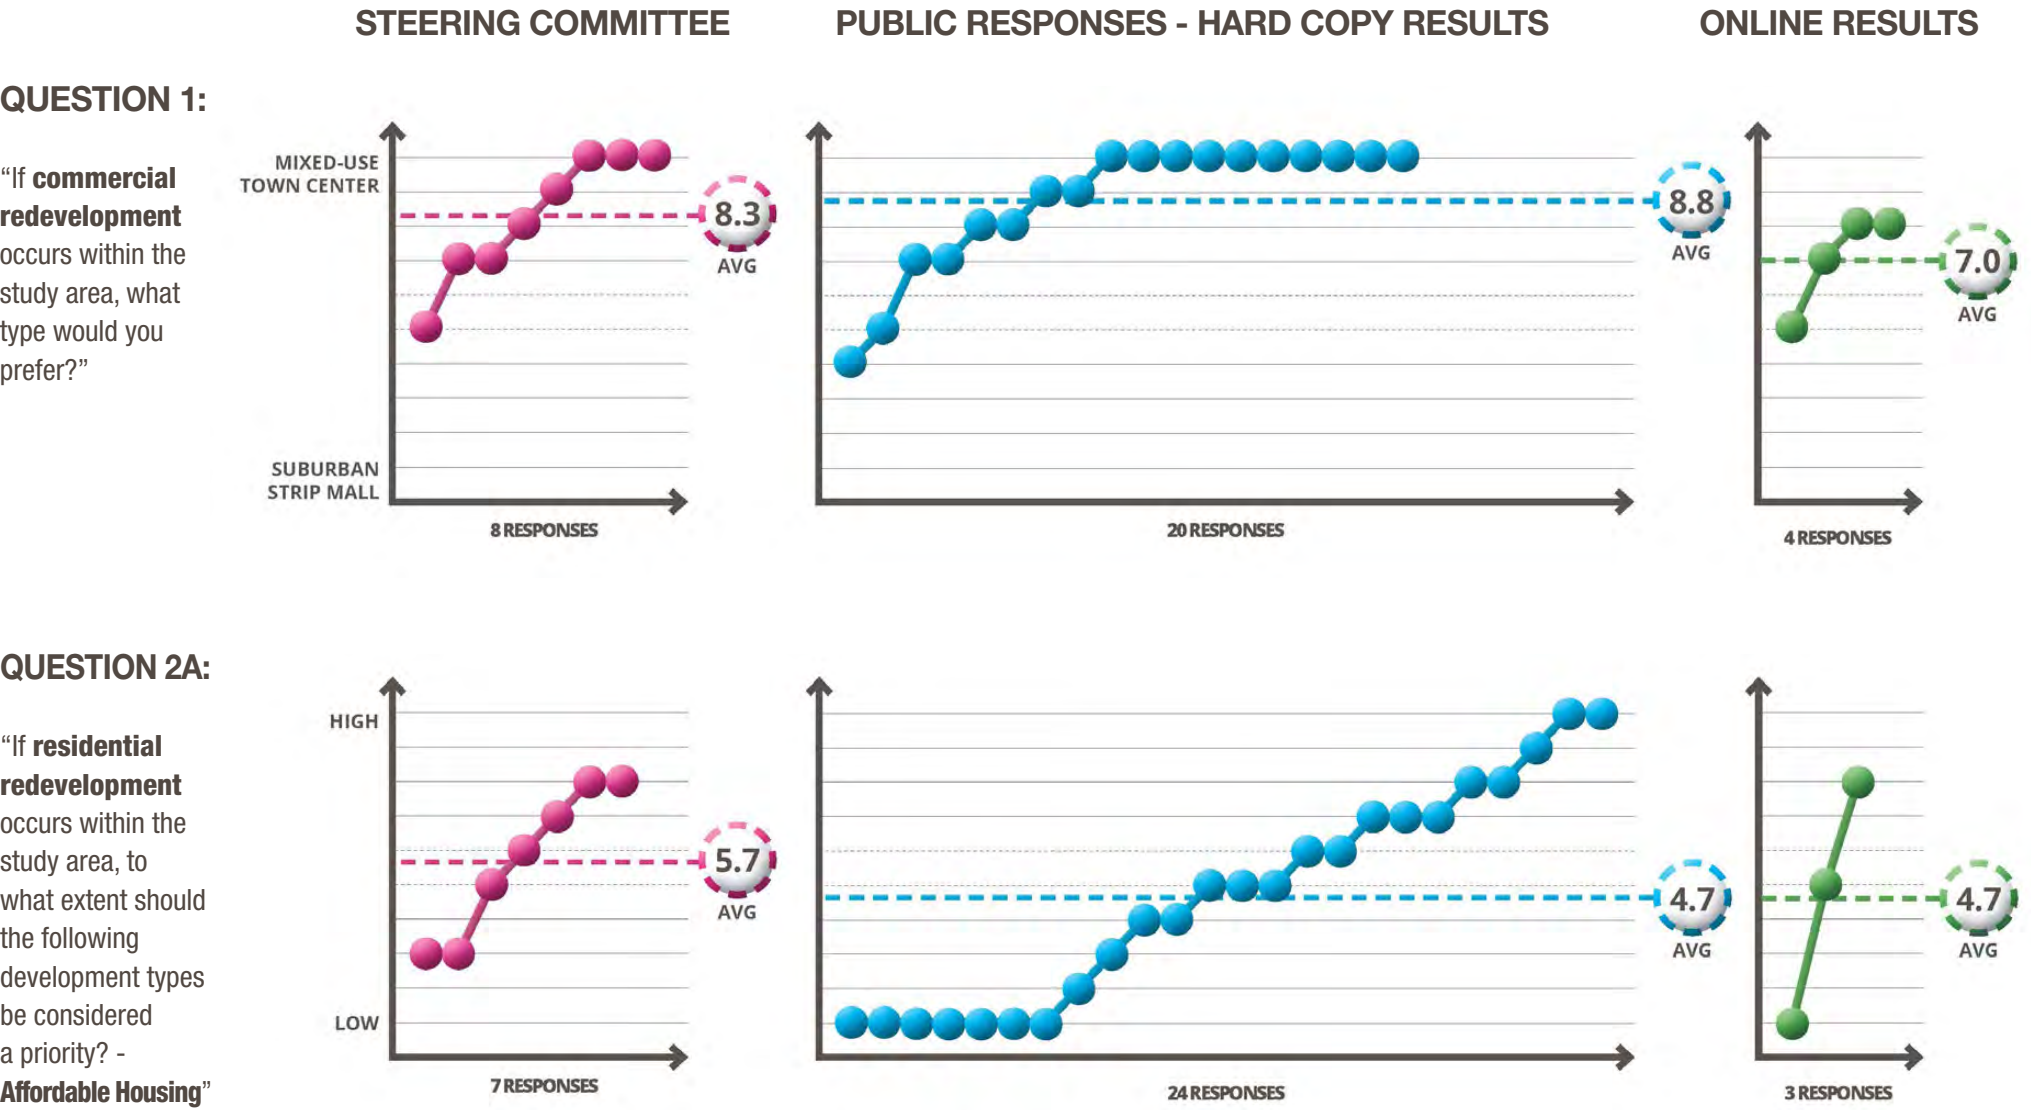 STEERING COMMITTEE
PUBLIC RESPONSES - HARD COPY RESULTS
ONLINE RESULTS
QUESTION 1:
“If commercial
redevelopment
occurs within the
study area, what
type would you
prefer?”
MIXED-USE
TOWN CENTER
SUBURBAN
STRIP MALL
8.3
AVG
8 RESPONSES
8.8
AVG
20 RESPONSES
7.0
AVG
4 RESPONSES
QUESTION 2A:
“If residential
redevelopment
occurs within the
study area, to
what extent should
the following
development types
be considered
a priority? -
Affordable Housing”
HIGH
LOW
5.7
AVG
7 RESPONSES
4.7
AVG
24 RESPONSES
4.7
AVG
3 RESPONSES